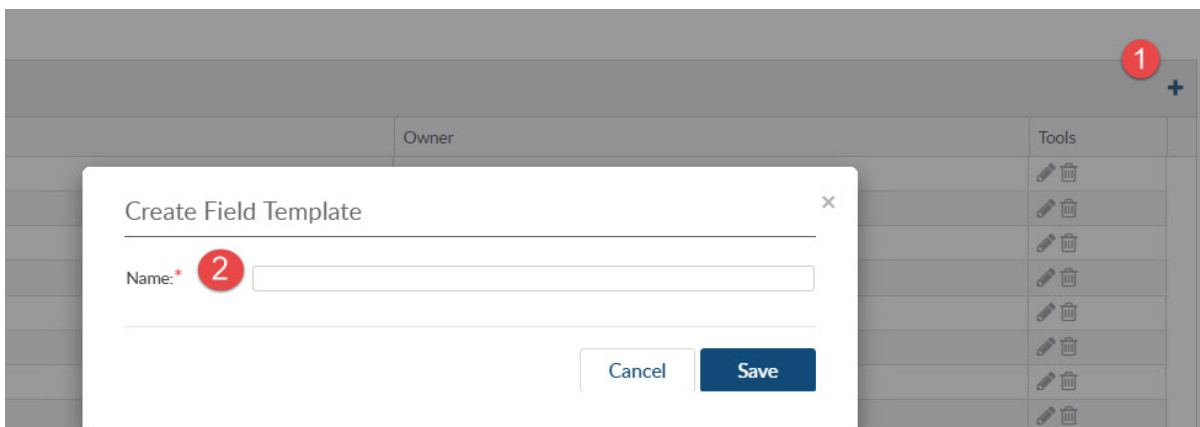 1
+
Owner Tools
Create Field Template ×
Name:* 2
Cancel Save